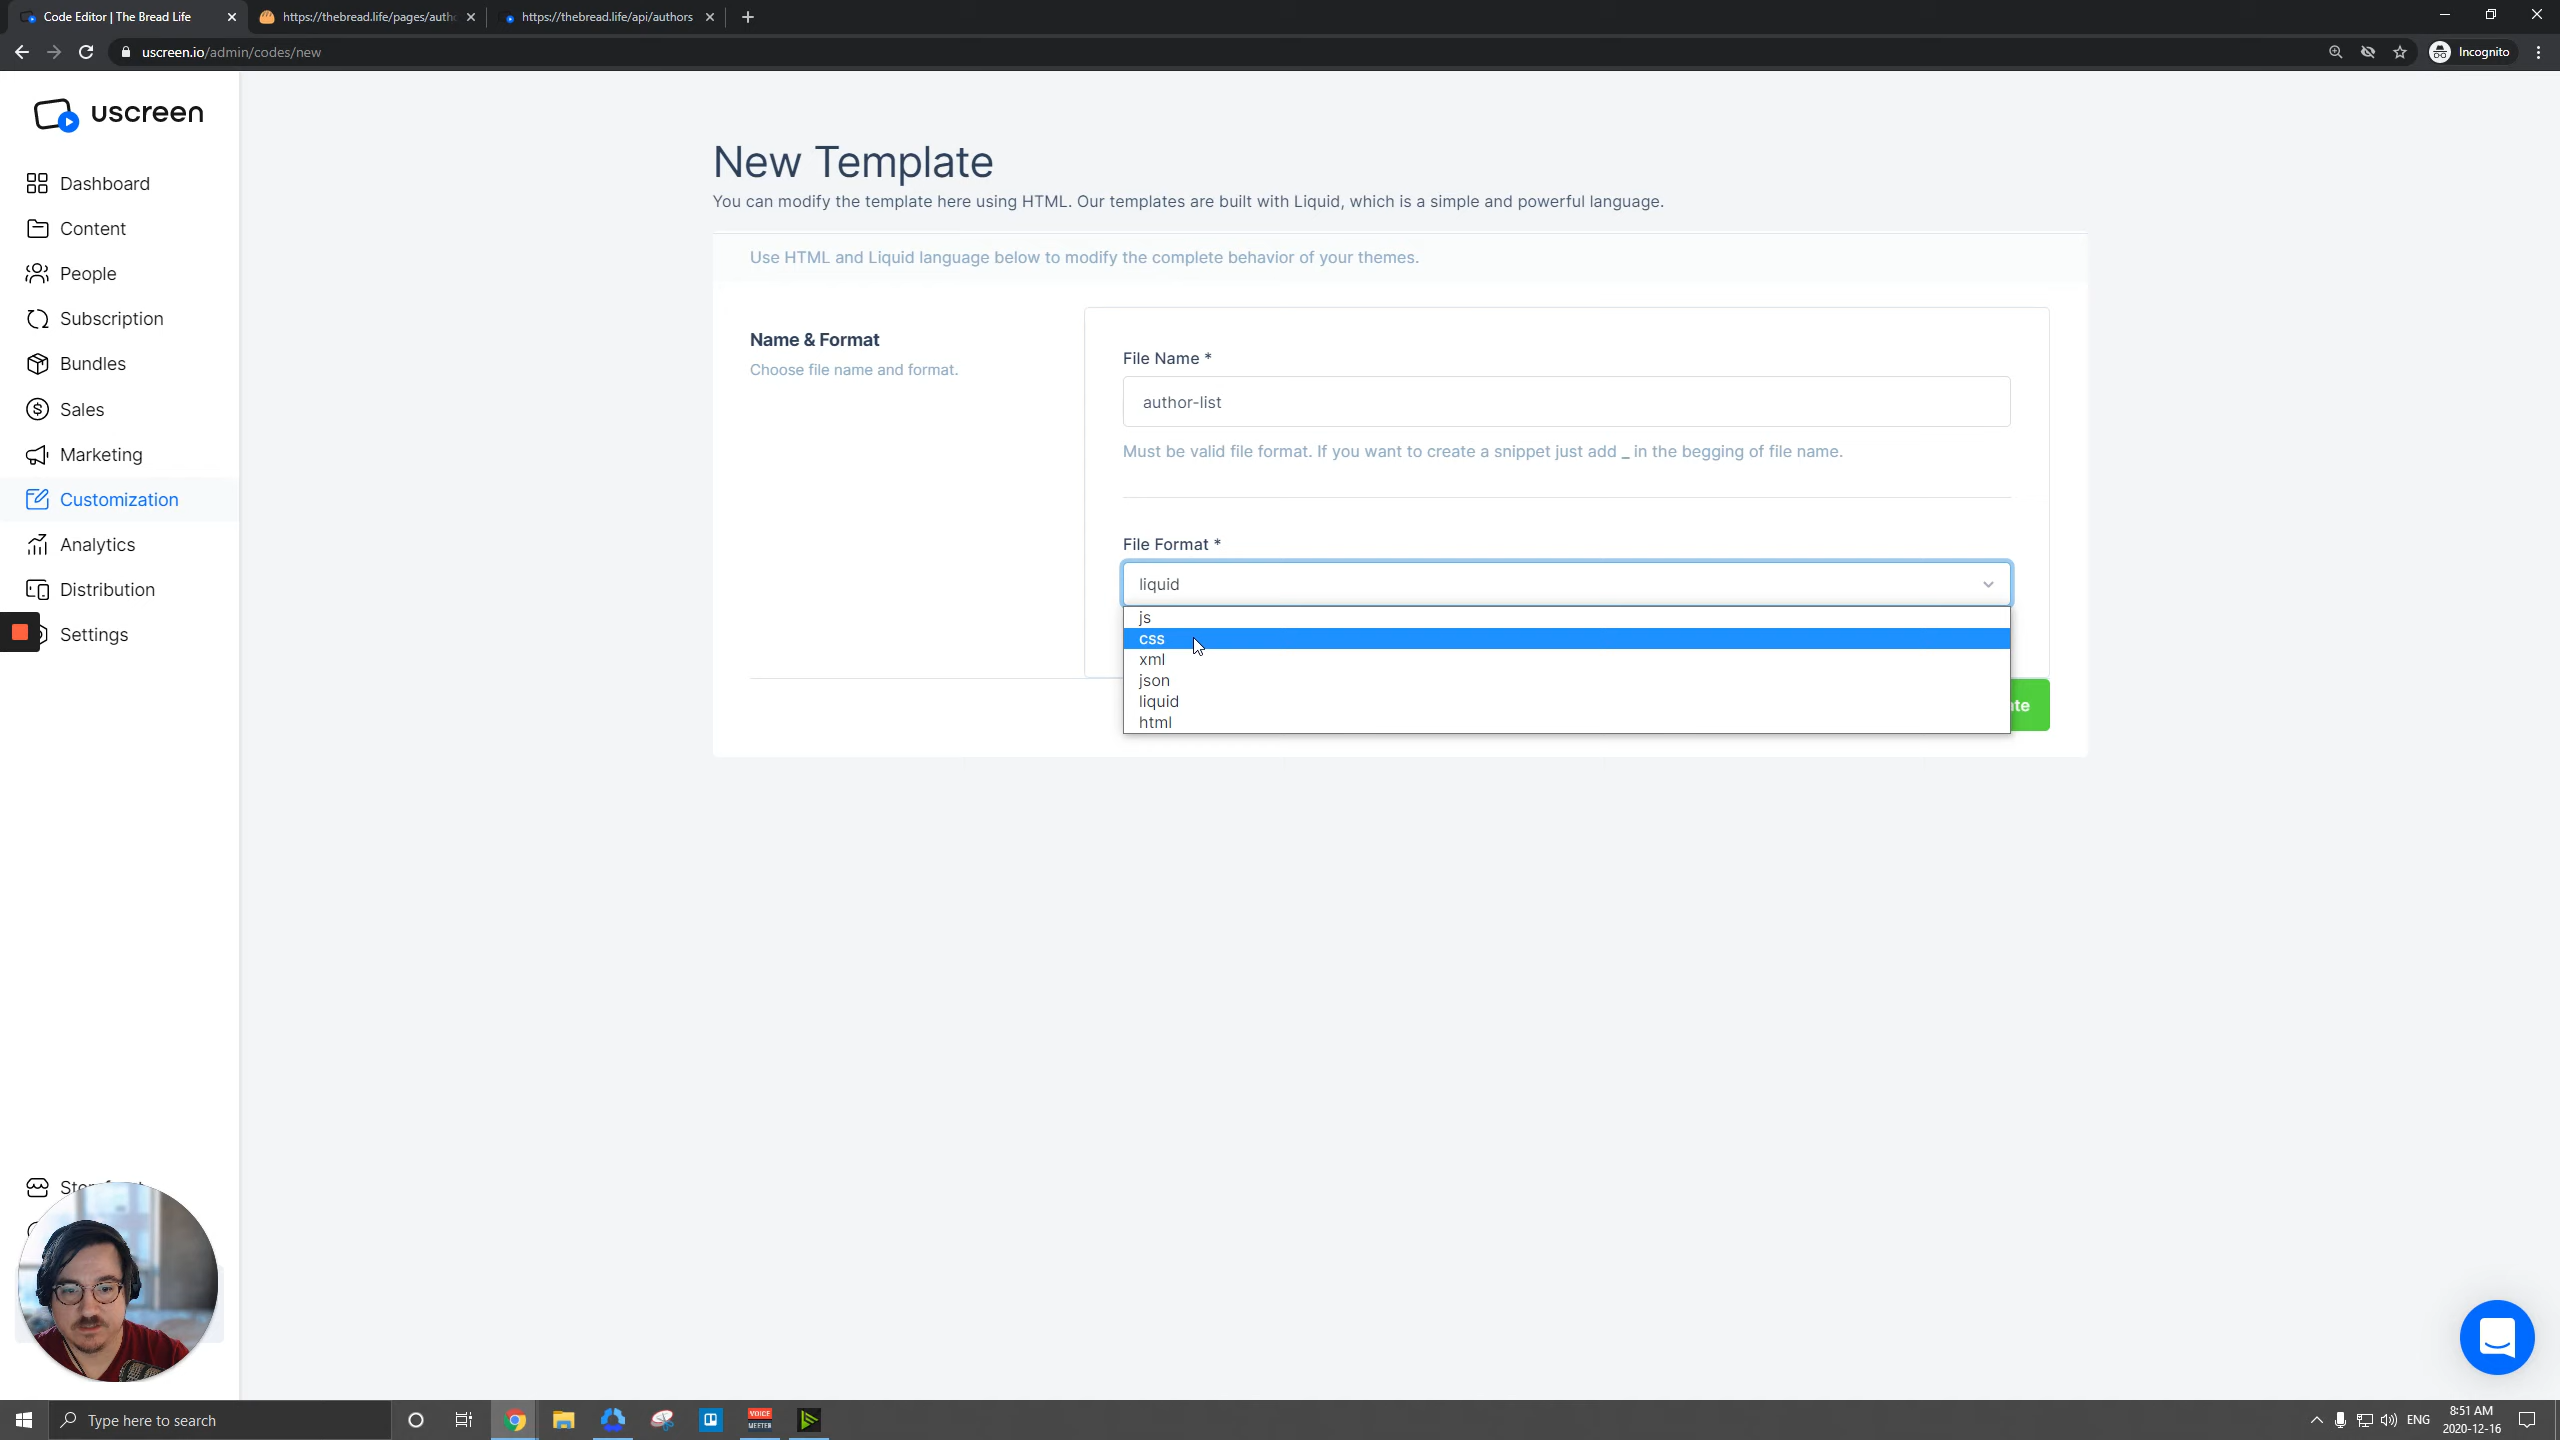 Code Editor | The Bread Life
https://thebread.life/pages/autho
https://thebread.life/api/authors
uscreen.io/admin/codes/new
Incognito
uscreen
Dashboard
Content
People
Subscription
Bundles
Sales
Marketing
Customization
Analytics
Distribution
Settings
New Template
You can modify the template here using HTML. Our templates are built with Liquid, which is a simple and powerful language.
Use HTML and Liquid language below to modify the complete behavior of your themes.
Name & Format
Choose file name and format.
File Name *
author-list
Must be valid file format. If you want to create a snippet just add _ in the begging of file name.
File Format *
liquid
js
css
xml
json
liquid
html
Type here to search
VOICE
MEETER
ENG
8:51 AM
2020-12-16